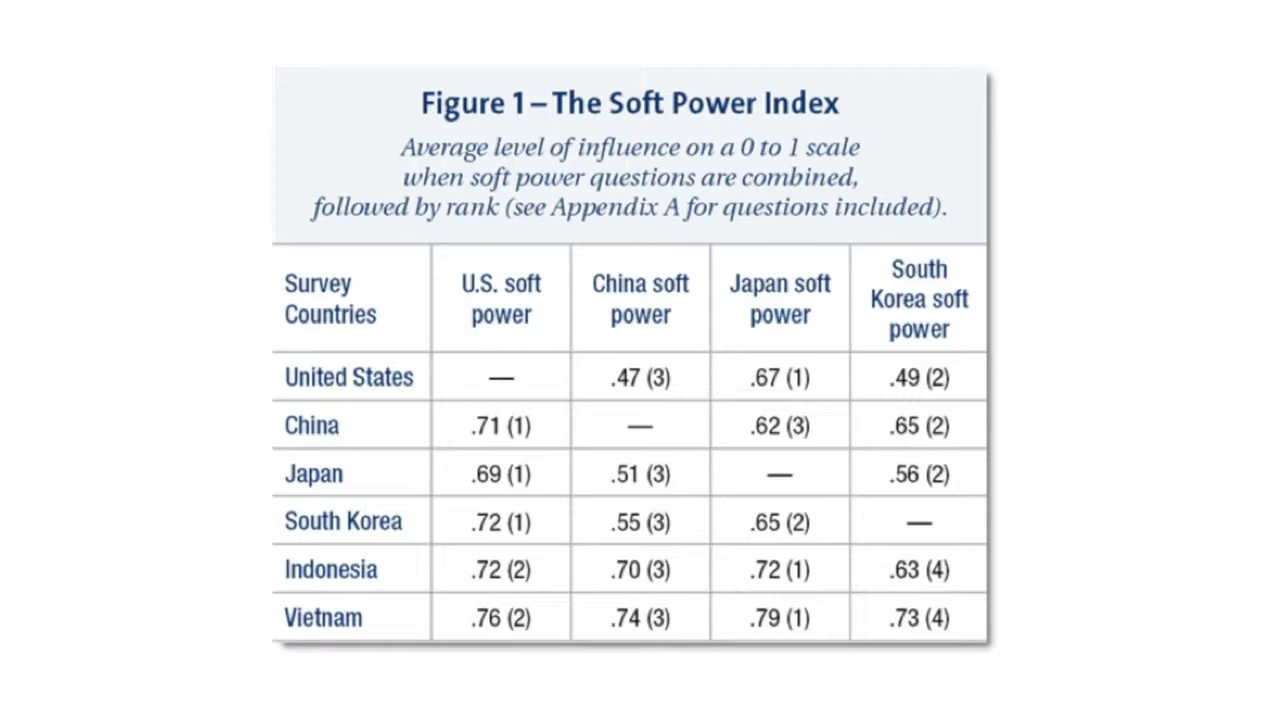 Figure 1 – The Soft Power Index
Average level of influence on a 0 to 1 scale
when soft power questions are combined,
followed by rank (see Appendix A for questions included).
Survey Countries U.S. soft power China soft power Japan soft power South Korea soft power
United States — .47 (3) .67 (1) .49 (2)
China .71 (1) — .62 (3) .65 (2)
Japan .69 (1) .51 (3) — .56 (2)
South Korea .72 (1) .55 (3) .65 (2) —
Indonesia .72 (2) .70 (3) .72 (1) .63 (4)
Vietnam .76 (2) .74 (3) .79 (1) .73 (4)